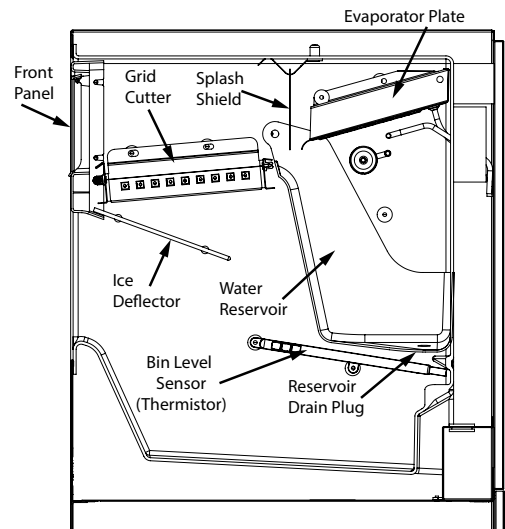 Evaporator Plate
Front
Panel
Grid
Cutter
Splash
Shield
Ice
Deflector
Water
Reservoir
Bin Level
Sensor
(Thermistor)
Reservoir
Drain Plug